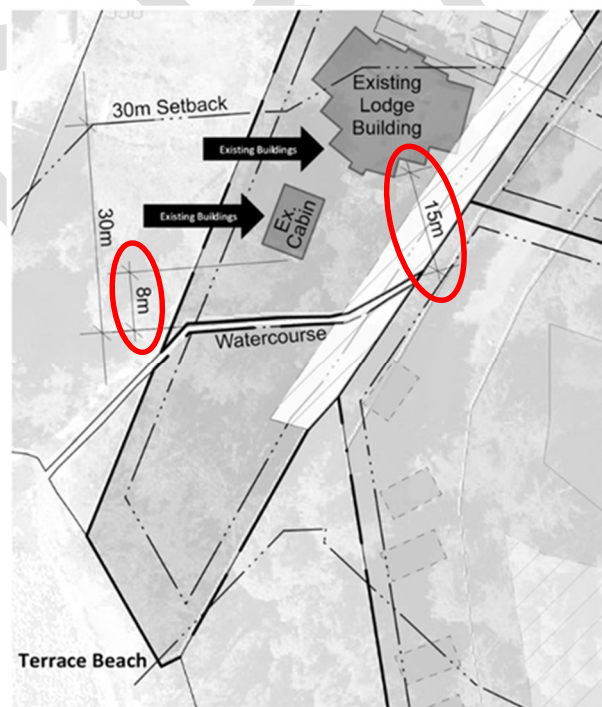 Existing
Lodge
Building
30m Setback
Existing Buildings
Existing Buildings
Ex.
Cabin
30m
15m
8m
Watercourse
Terrace Beach